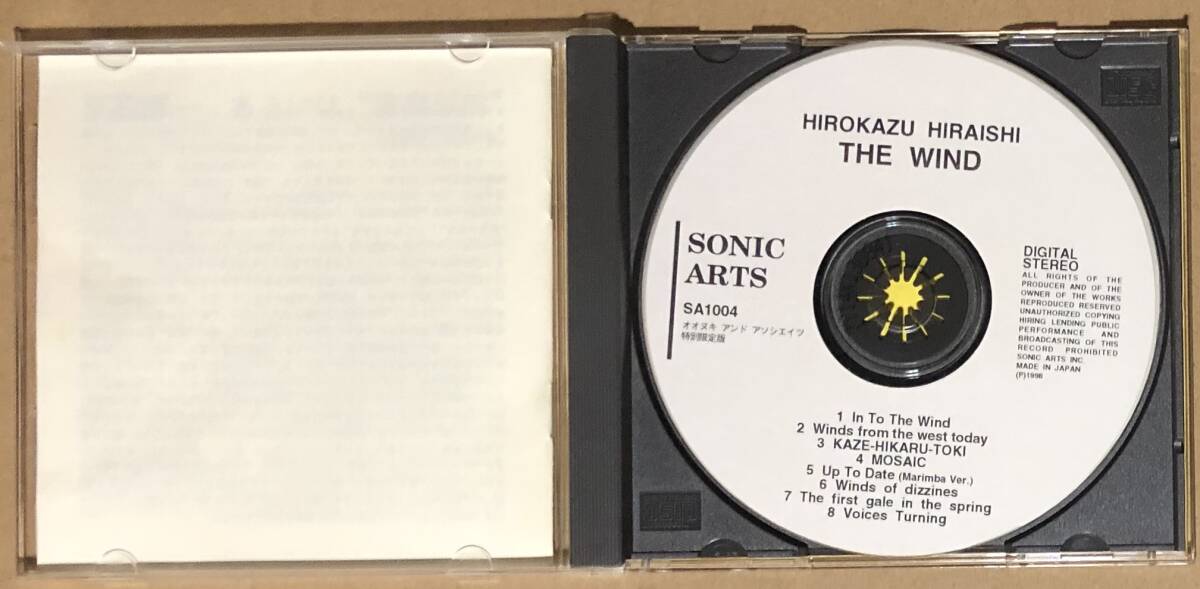 HIROKAZU HIRAISHI
THE WIND
SONIC
ARTS
SA1004
オオヌキ アンド アソシエイツ
特別限定版
DIGITAL
STEREO
ALL RIGHTS OF THE
PRODUCER AND OF THE
OWNER OF THE WORKS
REPRODUCED RESERVED
UNAUTHORIZED COPYING
HIRING LENDING PUBLIC
PERFORMANCE AND
BROADCASTING OF THIS
RECORD PROHIBITED
SONIC ARTS INC.
MADE IN JAPAN
(P)1996
1 In To The Wind
2 Winds from the west today
3 KAZE-HIKARU-TOKI
4 MOSAIC
5 Up To Date (Marimba Ver.)
6 Winds of dizzines
7 The first gale in the spring
8 Voices Turning